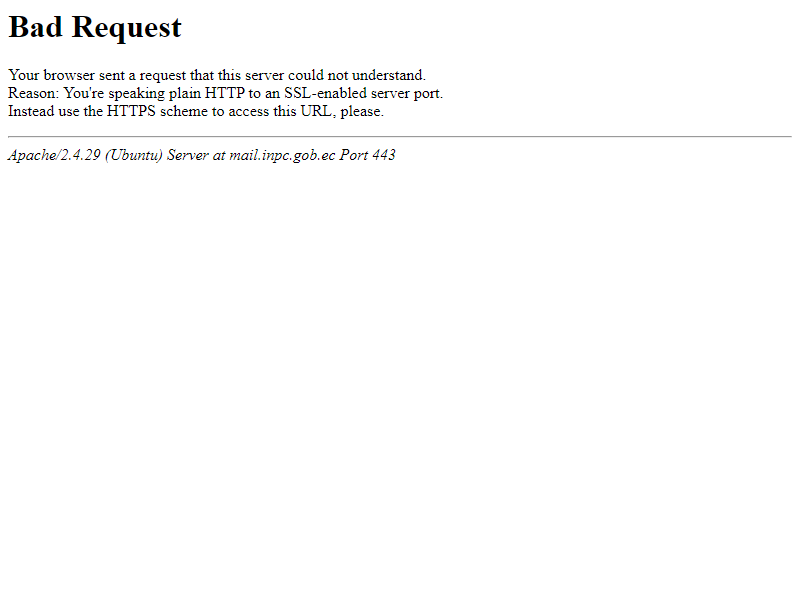 Bad Request
Your browser sent a request that this server could not understand.
Reason: You're speaking plain HTTP to an SSL-enabled server port.
Instead use the HTTPS scheme to access this URL, please.
Apache/2.4.29 (Ubuntu) Server at mail.inpc.gob.ec Port 443